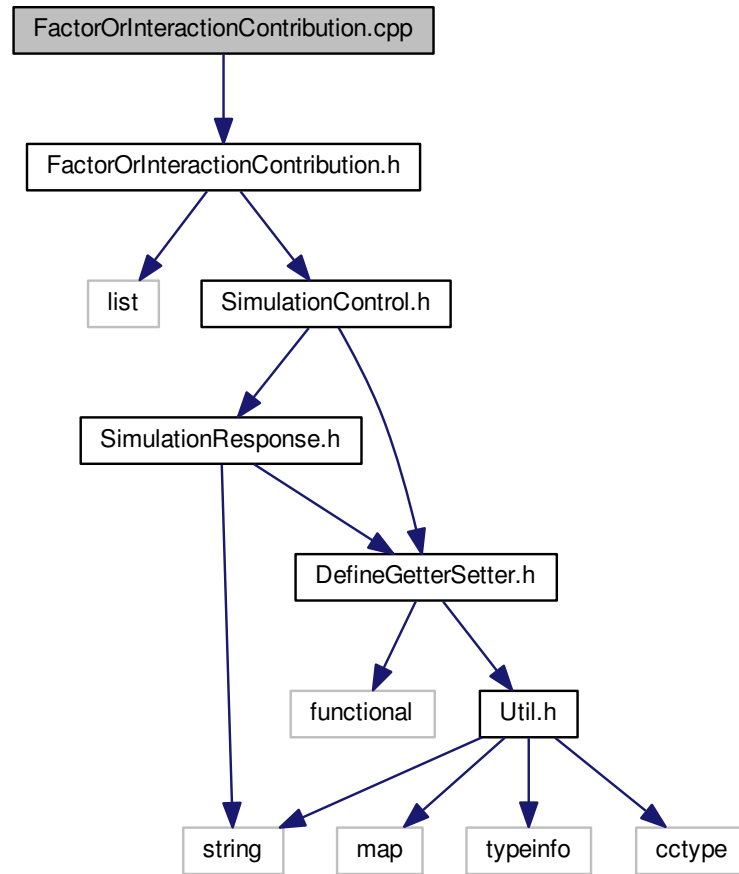 FactorOrInteractionContribution.cpp
FactorOrInteractionContribution.h
list
SimulationControl.h
SimulationResponse.h
DefineGetterSetter.h
functional
Util.h
string
map
typeinfo
cctype